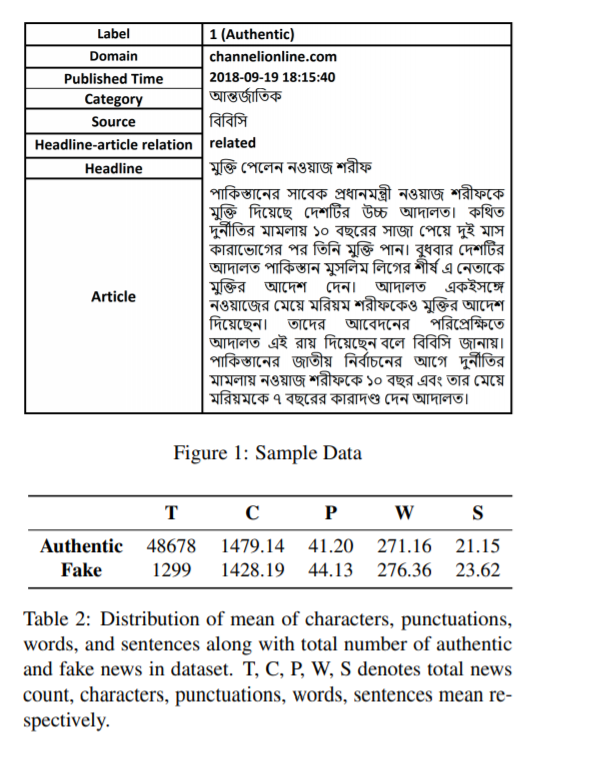 Label 1 (Authentic)
Domain channelionline.com
Published Time 2018-09-19 18:15:40
Category আন্তর্জাতিক
Source বিবিসি
Headline-article relation related
Headline মুক্তি পেলেন নওয়াজ শরীফ
Article
পাকিস্তানের সাবেক প্রধানমন্ত্রী নওয়াজ শরীফকে
মুক্তি দিয়েছে দেশটির উচ্চ আদালত। কথিত
দুর্নীতির মামলায় ১০ বছরের সাজা পেয়ে দুই মাস
কারাভোগের পর তিনি মুক্তি পান। বুধবার দেশটির
আদালত পাকিস্তান মুসলিম লিগের শীর্ষ এ নেতাকে
মুক্তির আদেশ দেন। আদালত একইসঙ্গে
নওয়াজের মেয়ে মরিয়ম শরীফকেও মুক্তির আদেশ
দিয়েছেন। তাদের আবেদনের পরিপ্রেক্ষিতে
আদালত এই রায় দিয়েছেন বলে বিবিসি জানায়।
পাকিস্তানের জাতীয় নির্বাচনের আগে দুর্নীতির
মামলায় নওয়াজ শরীফকে ১০ বছর এবং তার মেয়ে
মরিয়মকে ৭ বছরের কারাদণ্ড দেন আদালত।
Figure 1: Sample Data
T C P W S
Authentic 48678 1479.14 41.20 271.16 21.15
Fake 1299 1428.19 44.13 276.36 23.62
Table 2: Distribution of mean of characters, punctuations,
words, and sentences along with total number of authentic
and fake news in dataset. T, C, P, W, S denotes total news
count, characters, punctuations, words, sentences mean re-
spectively.